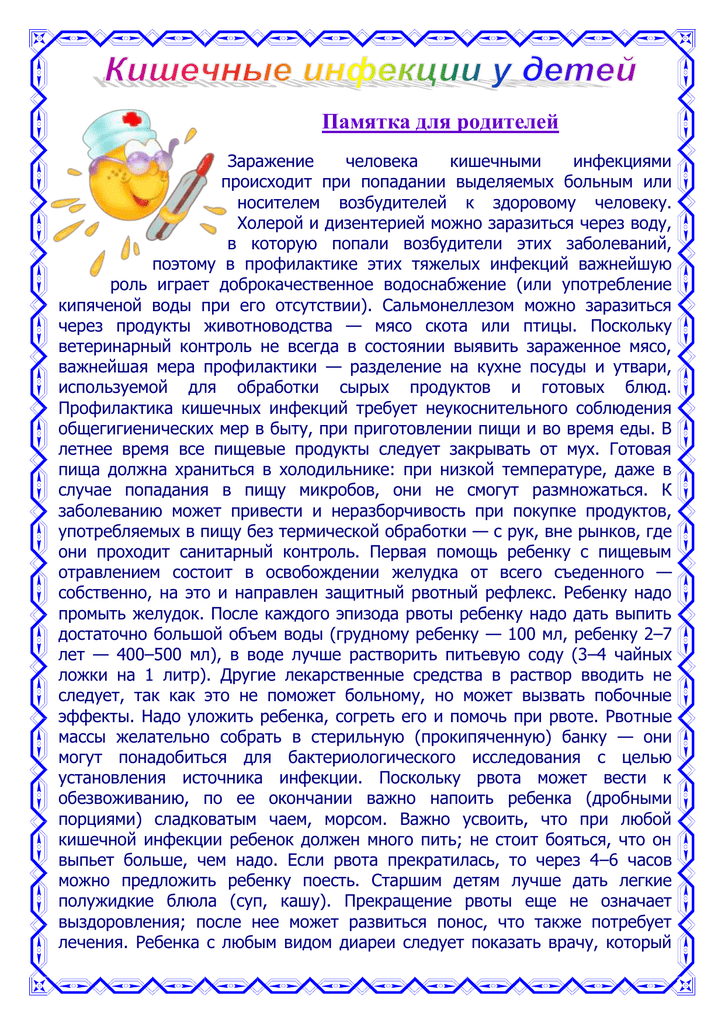 Кишечные инфекции у детей
Памятка для родителей
Заражение человека кишечными инфекциями
происходит при попадании выделяемых больным или
носителем возбудителей к здоровому человеку.
Холерой и дизентерией можно заразиться через воду,
в которую попали возбудители этих заболеваний,
поэтому в профилактике этих тяжелых инфекций важнейшую
роль играет доброкачественное водоснабжение (или употребление
кипяченой воды при его отсутствии). Сальмонеллезом можно заразиться
через продукты животноводства — мясо скота или птицы. Поскольку
ветеринарный контроль не всегда в состоянии выявить зараженное мясо,
важнейшая мера профилактики — разделение на кухне посуды и утвари,
используемой для обработки сырых продуктов и готовых блюд.
Профилактика кишечных инфекций требует неукоснительного соблюдения
общегигиенических мер в быту, при приготовлении пищи и во время еды. В
летнее время все пищевые продукты следует закрывать от мух. Готовая
пища должна храниться в холодильнике: при низкой температуре, даже в
случае попадания в пищу микробов, они не смогут размножаться. К
заболеванию может привести и неразборчивость при покупке продуктов,
употребляемых в пищу без термической обработки — с рук, вне рынков, где
они проходит санитарный контроль. Первая помощь ребенку с пищевым
отравлением состоит в освобождении желудка от всего съеденного —
собственно, на это и направлен защитный рвотный рефлекс. Ребенку надо
промыть желудок. После каждого эпизода рвоты ребенку надо дать выпить
достаточно большой объем воды (грудному ребенку — 100 мл, ребенку 2–7
лет — 400–500 мл), в воде лучше растворить питьевую соду (3–4 чайных
ложки на 1 литр). Другие лекарственные средства в раствор вводить не
следует, так как это не поможет больному, но может вызвать побочные
эффекты. Надо уложить ребенка, согреть его и помочь при рвоте. Рвотные
массы желательно собрать в стерильную (прокипяченную) банку — они
могут понадобиться для бактериологического исследования с целью
установления источника инфекции. Поскольку рвота может вести к
обезвоживанию, по ее окончании важно напоить ребенка (дробными
порциями) сладковатым чаем, морсом. Важно усвоить, что при любой
кишечной инфекции ребенок должен много пить; не стоит бояться, что он
выпьет больше, чем надо. Если рвота прекратилась, то через 4–6 часов
можно предложить ребенку поесть. Старшим детям лучше дать легкие
полужидкие блюла (суп, кашу). Прекращение рвоты еще не означает
выздоровления; после нее может развиться понос, что также потребует
лечения. Ребенка с любым видом диареи следует показать врачу, который